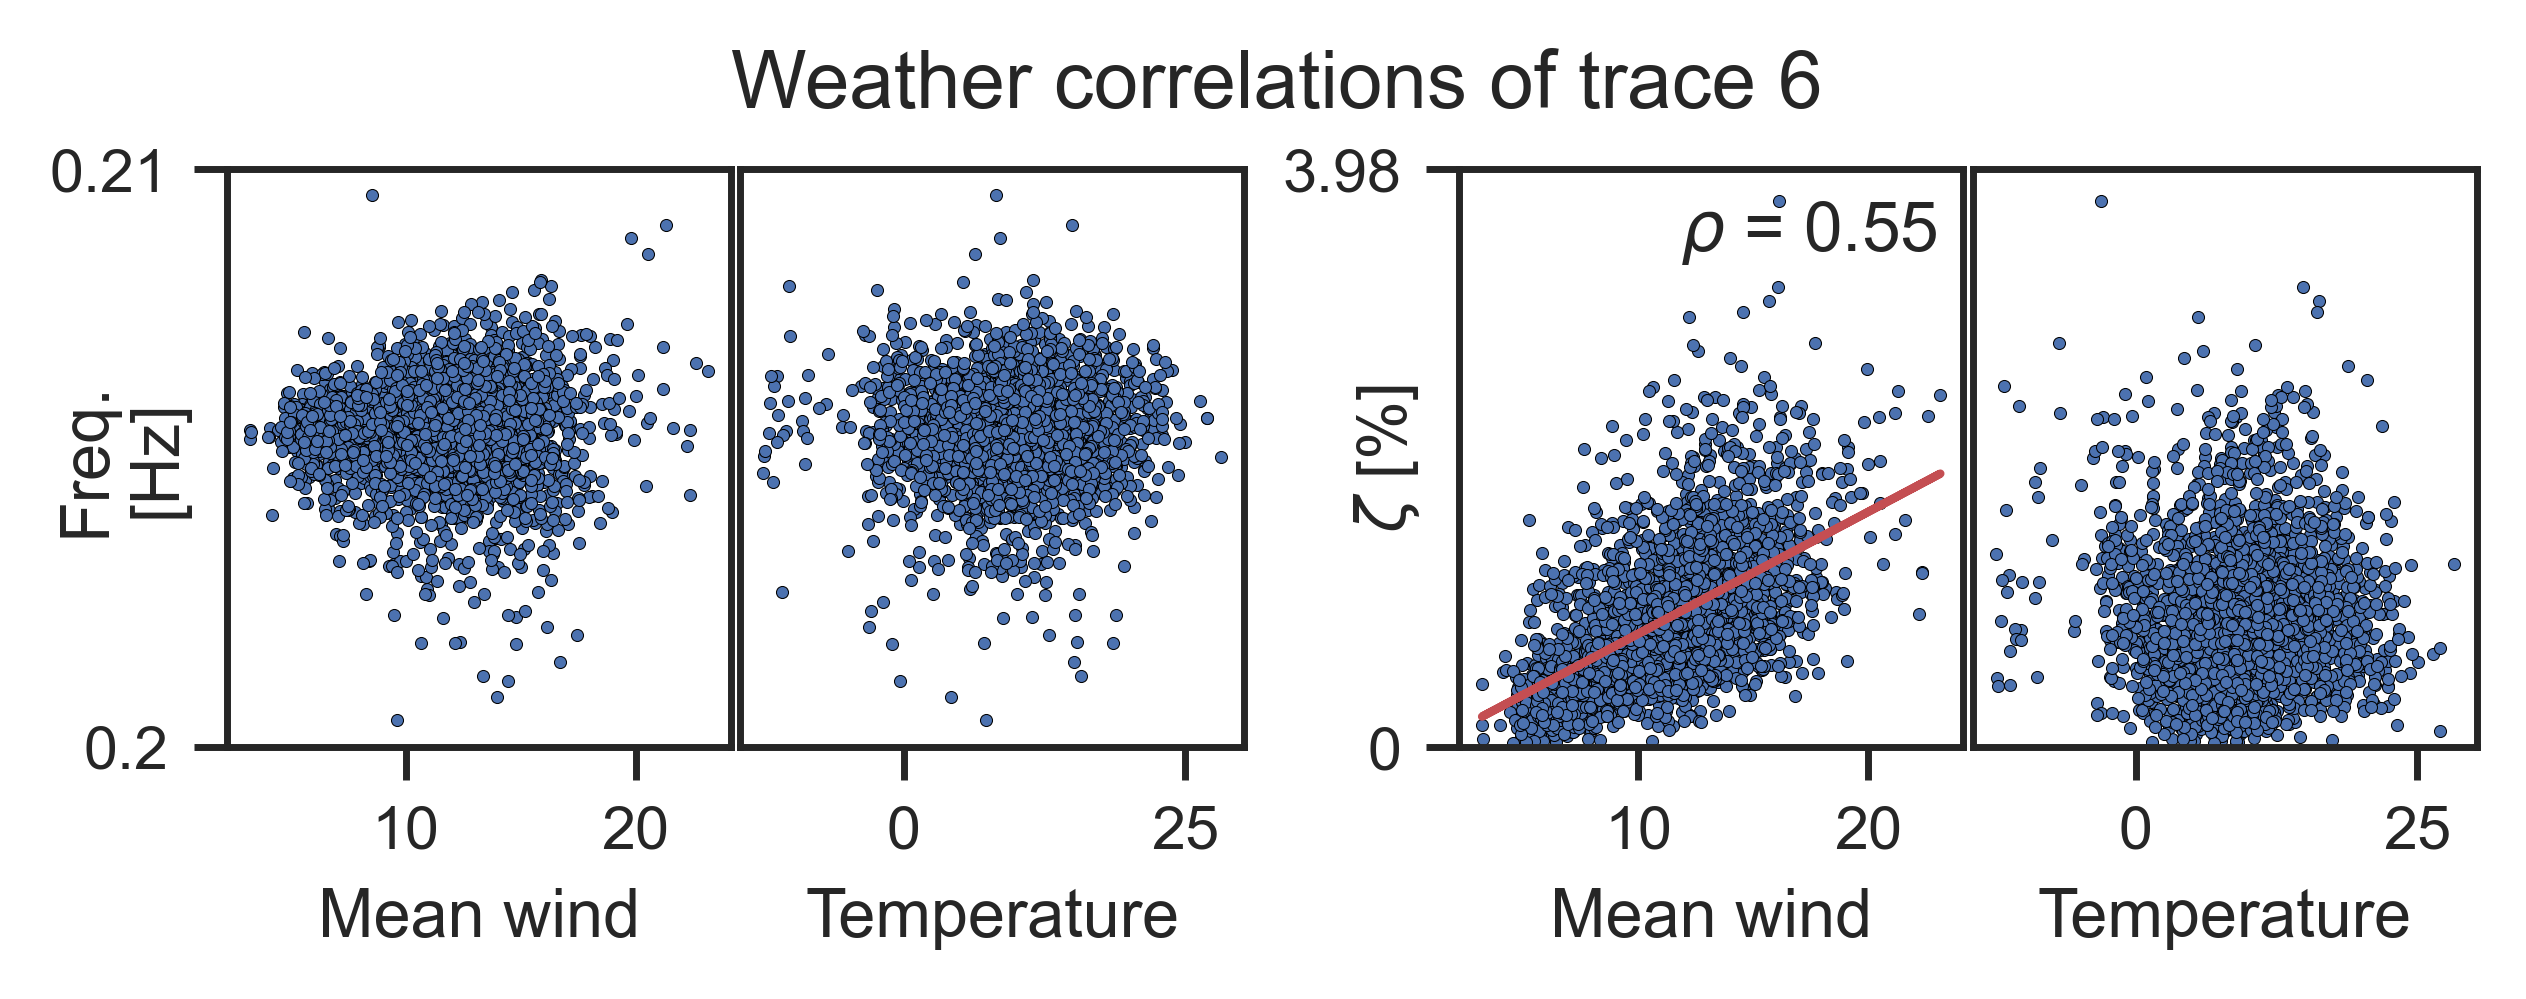 Weather correlations of trace 6
0.21
0.2
Freq.
[Hz]
10
20
Mean wind
0
25
Temperature
3.98
0
ζ [%]
ρ = 0.55
10
20
Mean wind
0
25
Temperature